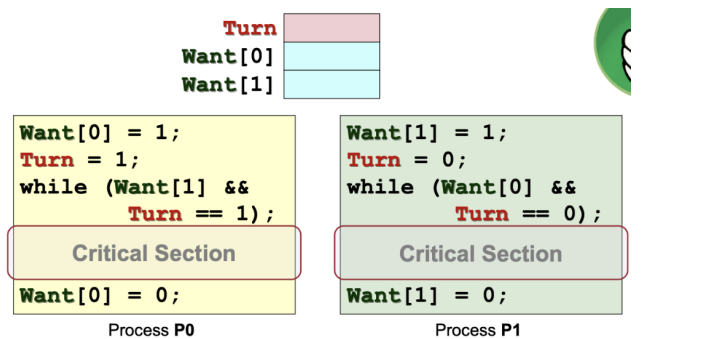 Turn
Want[0]
Want[1]
Want[0] = 1;
Turn = 1;
while (Want[1] &&
Turn == 1);
Critical Section
Want[0] = 0;
Process P0
Want[1] = 1;
Turn = 0;
while (Want[0] &&
Turn == 0);
Critical Section
Want[1] = 0;
Process P1